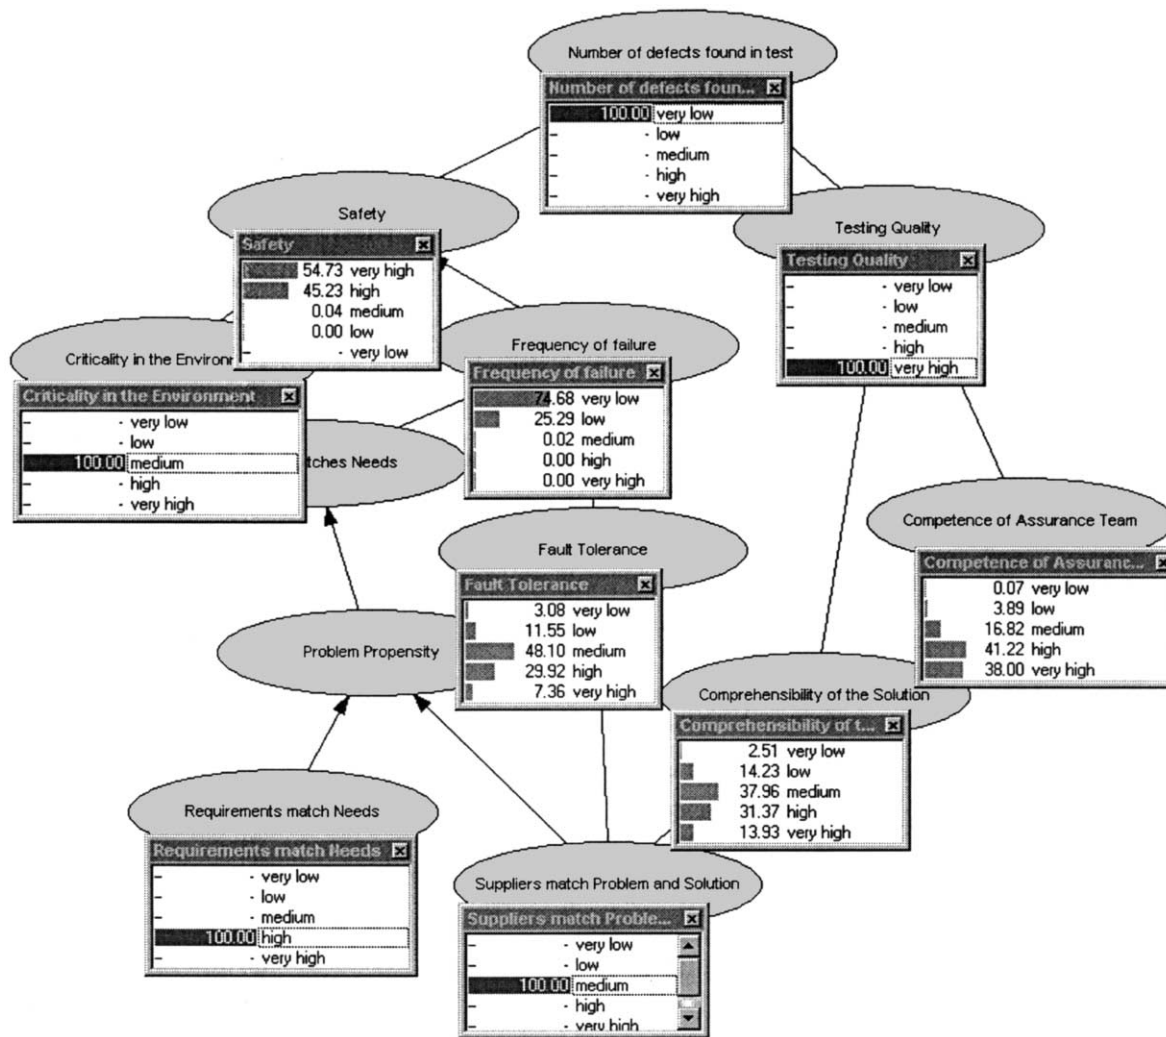 Number of defects found in test
Number of defects foun...
100.00 very low
- - low
- - medium
- - high
- - very high
Safety
Safety
54.73 very high
45.23 high
0.04 medium
0.00 low
- - very low
Testing Quality
Testing Quality
- - very low
- - low
- - medium
- - high
100.00 very high
Criticality in the Environm
Criticality in the Environment
- - very low
- - low
100.00 medium
- - high
- - very high
Frequency of failure
Frequency of failure
74.68 very low
25.29 low
0.02 medium
0.00 high
0.00 very high
tches Needs
Competence of Assurance Team
Competence of Assuranc...
0.07 very low
3.89 low
16.82 medium
41.22 high
38.00 very high
Fault Tolerance
Fault Tolerance
3.08 very low
11.55 low
48.10 medium
29.92 high
7.36 very high
Problem Propensity
Comprehensibility of the Solution
Comprehensibility of t...
2.51 very low
14.23 low
37.96 medium
31.37 high
13.93 very high
Requirements match Needs
Requirements match Needs
- - very low
- - low
- - medium
100.00 high
- - very high
Suppliers match Problem and Solution
Suppliers match Proble...
- - very low
- - low
100.00 medium
- - high
- - very high